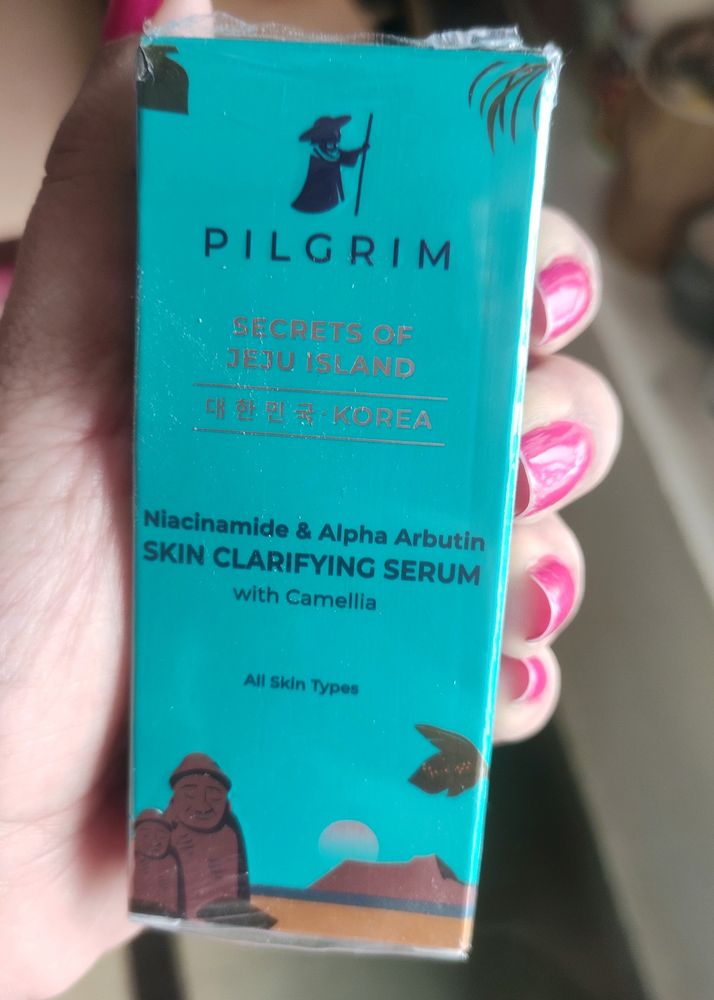 PILGRIM
SECRETS OF
JEJU ISLAND
대한민국·KOREA
Niacinamide & Alpha Arbutin
SKIN CLARIFYING SERUM
with Camellia
All Skin Types